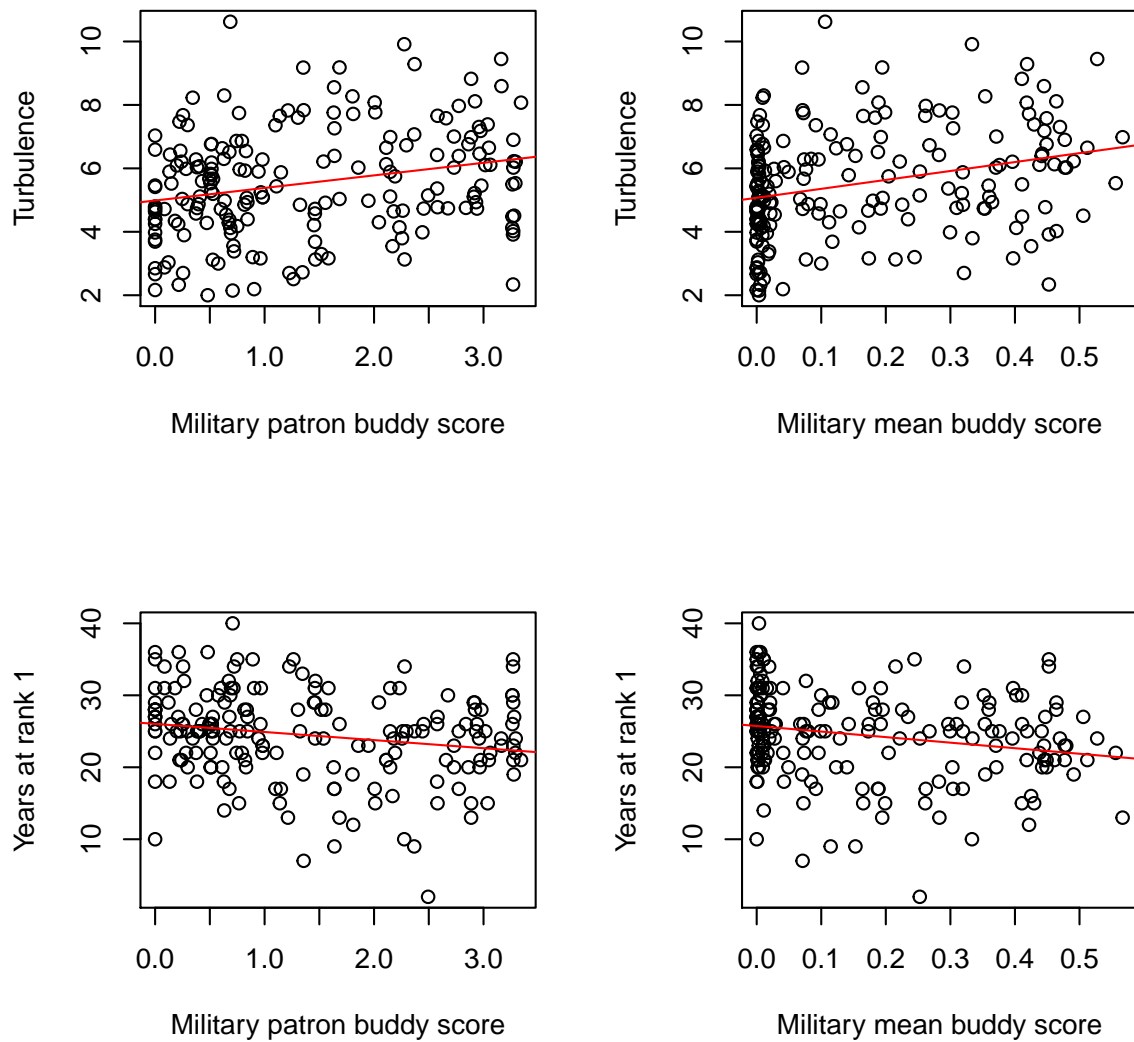 Turbulence
10
8
6
4
2
0.0 1.0 2.0 3.0
Military patron buddy score
Turbulence
10
8
6
4
2
0.0 0.1 0.2 0.3 0.4 0.5
Military mean buddy score
Years at rank 1
40
30
20
10
0.0 1.0 2.0 3.0
Military patron buddy score
Years at rank 1
40
30
20
10
0.0 0.1 0.2 0.3 0.4 0.5
Military mean buddy score